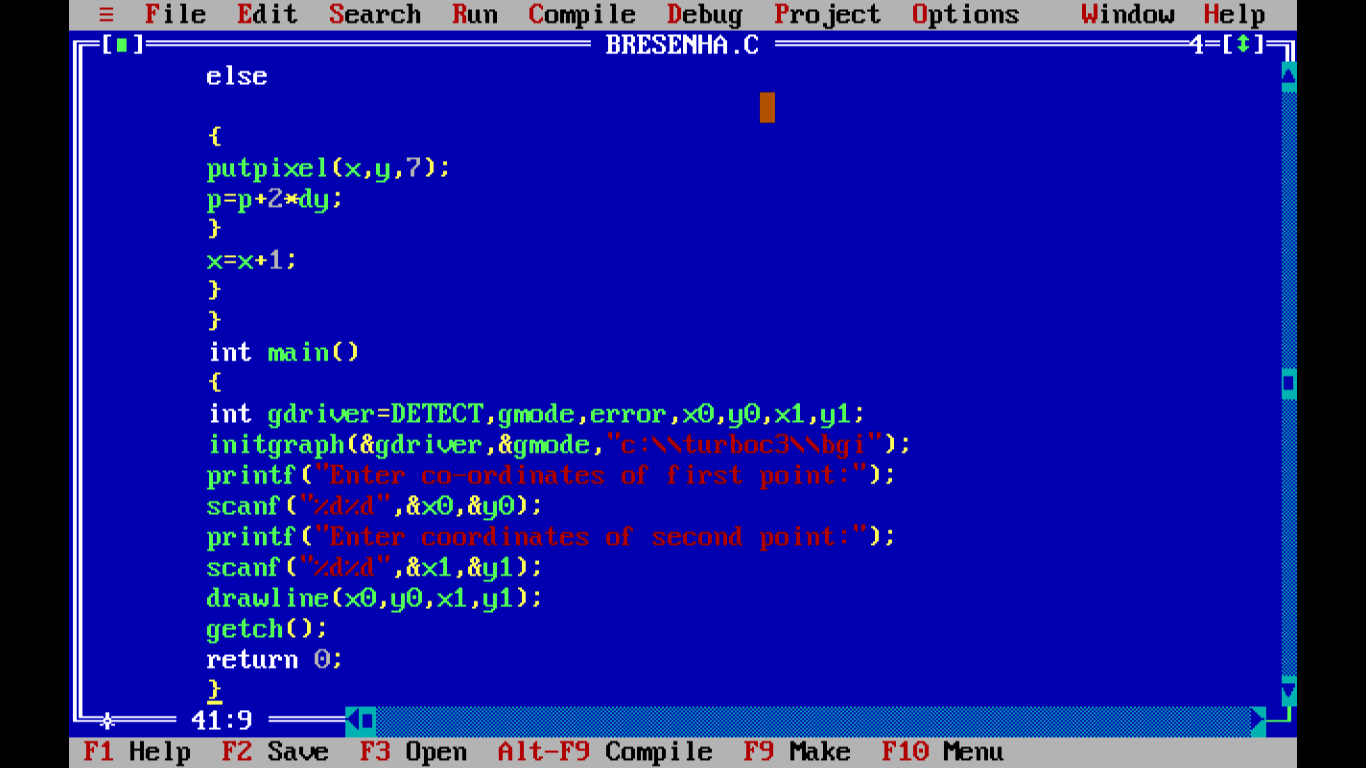 ≡ File Edit Search Run Compile Debug Project Options Window Help
[■] BRESENHA.C 4=[↕]
else
{
putpixel(x,y,7);
p=p+2*dy;
}
x=x+1;
}
}
int main()
{
int gdriver=DETECT,gmode,error,x0,y0,x1,y1;
initgraph(&gdriver,&gmode,"c:\\turboc3\\bgi");
printf("Enter co-ordinates of first point:");
scanf("%d%d",&x0,&y0);
printf("Enter coordinates of second point:");
scanf("%d%d",&x1,&y1);
drawline(x0,y0,x1,y1);
getch();
return 0;
}
41:9
F1 Help F2 Save F3 Open Alt-F9 Compile F9 Make F10 Menu